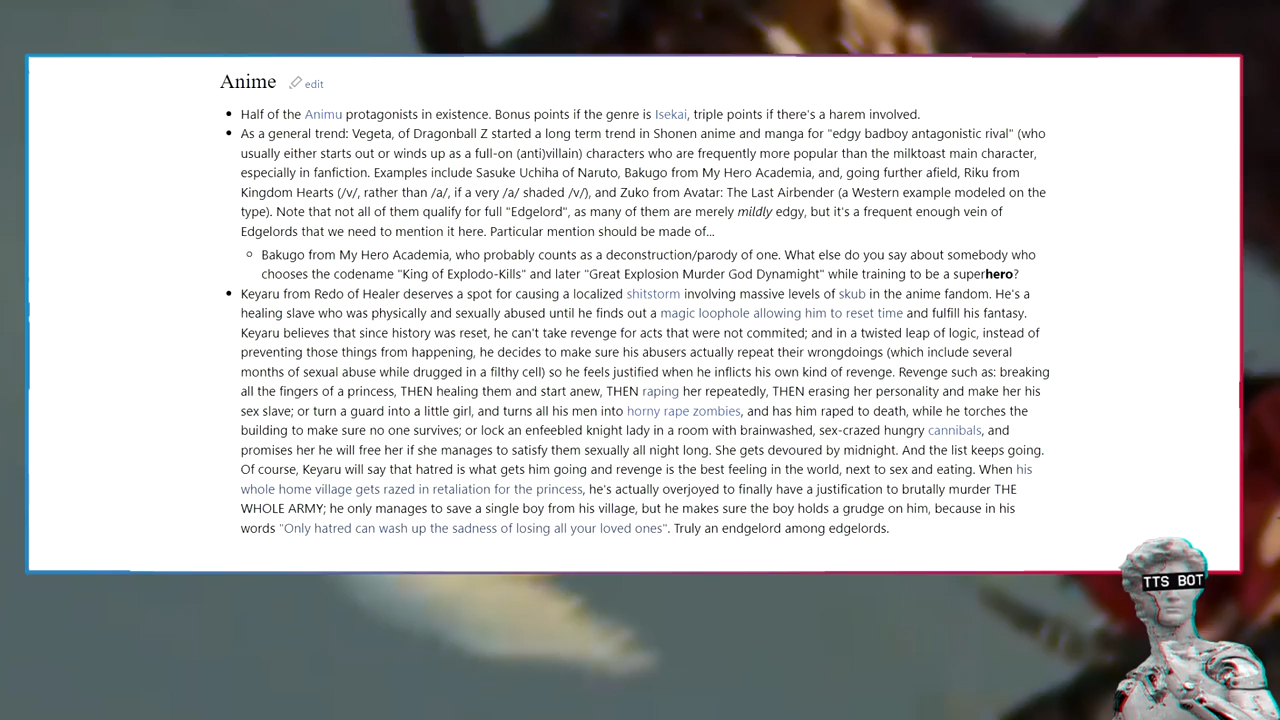 Anime edit
Half of the Animu protagonists in existence. Bonus points if the genre is Isekai, triple points if there's a harem involved.
As a general trend: Vegeta, of Dragonball Z started a long term trend in Shonen anime and manga for "edgy badboy antagonistic rival" (who
usually either starts out or winds up as a full-on (anti)villain) characters who are frequently more popular than the milktoast main character,
especially in fanfiction. Examples include Sasuke Uchiha of Naruto, Bakugo from My Hero Academia, and, going further afield, Riku from
Kingdom Hearts (/v/, rather than /a/, if a very /a/ shaded /v/), and Zuko from Avatar: The Last Airbender (a Western example modeled on the
type). Note that not all of them qualify for full "Edgelord", as many of them are merely mildly edgy, but it's a frequent enough vein of
Edgelords that we need to mention it here. Particular mention should be made of...
Bakugo from My Hero Academia, who probably counts as a deconstruction/parody of one. What else do you say about somebody who
chooses the codename "King of Explodo-Kills" and later "Great Explosion Murder God Dynamight" while training to be a superhero?
Keyaru from Redo of Healer deserves a spot for causing a localized shitstorm involving massive levels of skub in the anime fandom. He's a
healing slave who was physically and sexually abused until he finds out a magic loophole allowing him to reset time and fulfill his fantasy.
Keyaru believes that since history was reset, he can't take revenge for acts that were not commited; and in a twisted leap of logic, instead of
preventing those things from happening, he decides to make sure his abusers actually repeat their wrongdoings (which include several
months of sexual abuse while drugged in a filthy cell) so he feels justified when he inflicts his own kind of revenge. Revenge such as: breaking
all the fingers of a princess, THEN healing them and start anew, THEN raping her repeatedly, THEN erasing her personality and make her his
sex slave; or turn a guard into a little girl, and turns all his men into horny rape zombies, and has him raped to death, while he torches the
building to make sure no one survives; or lock an enfeebled knight lady in a room with brainwashed, sex-crazed hungry cannibals, and
promises her he will free her if she manages to satisfy them sexually all night long. She gets devoured by midnight. And the list keeps going.
Of course, Keyaru will say that hatred is what gets him going and revenge is the best feeling in the world, next to sex and eating. When his
whole home village gets razed in retaliation for the princess, he's actually overjoyed to finally have a justification to brutally murder THE
WHOLE ARMY; he only manages to save a single boy from his village, but he makes sure the boy holds a grudge on him, because in his
words "Only hatred can wash up the sadness of losing all your loved ones". Truly an endgelord among edgelords.
TTS BOT